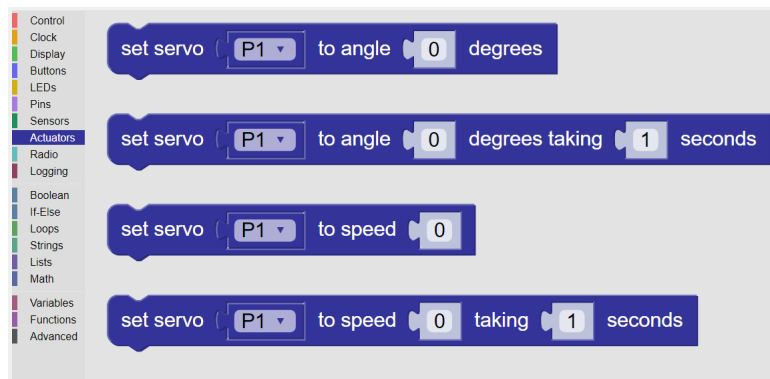 Control
Clock
Display
Buttons
LEDs
Pins
Sensors
Actuators
Radio
Logging
Boolean
If-Else
Loops
Strings
Lists
Math
Variables
Functions
Advanced
set servo P1 to angle 0 degrees
set servo P1 to angle 0 degrees taking 1 seconds
set servo P1 to speed 0
set servo P1 to speed 0 taking 1 seconds